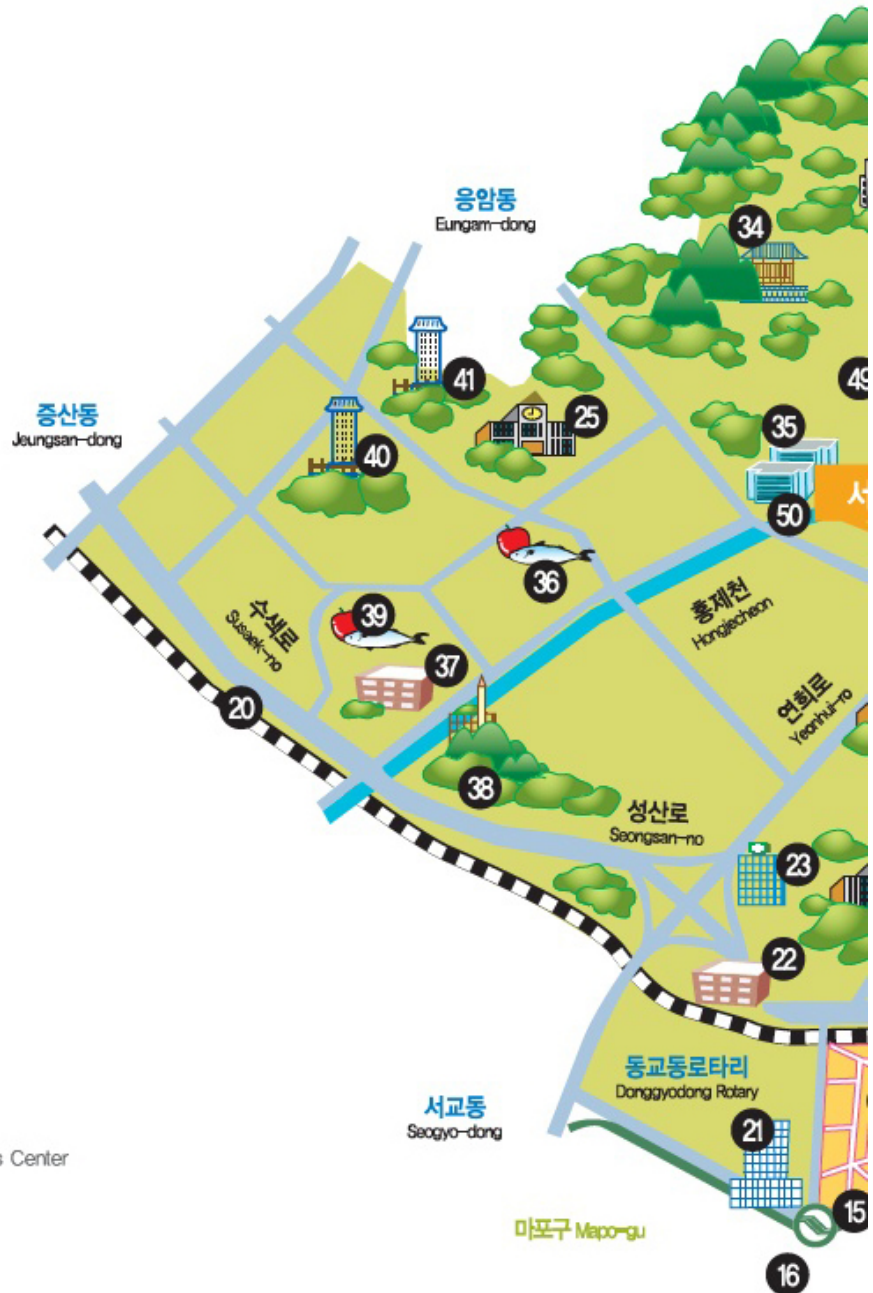 응암동
Eungam-dong
34
증산동
Jeungsan-dong
41
49
25
35
40
서
50
36
수색로
Susaek-no
39
홍제천
Hongjecheon
37
연희로
Yeonhui-ro
20
38
성산로
Seongsan-no
23
22
동교동로타리
Donggyodong Rotary
서교동
Seogyo-dong
21
s Center
15
마포구 Mapo-gu
16